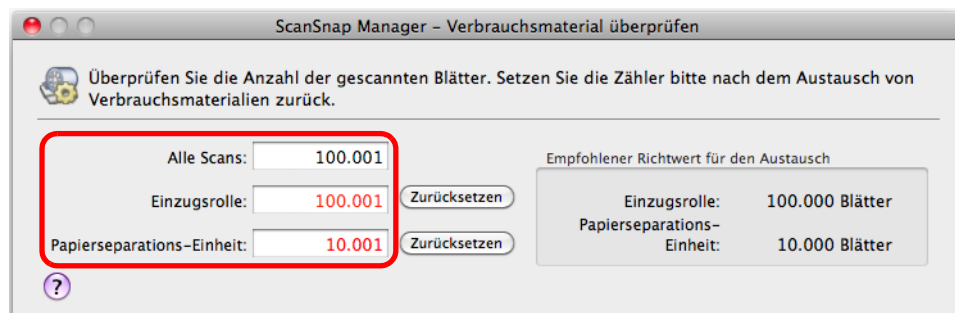 ScanSnap Manager – Verbrauchsmaterial überprüfen
Überprüfen Sie die Anzahl der gescannten Blätter. Setzen Sie die Zähler bitte nach dem Austausch von
Verbrauchsmaterialien zurück.
Alle Scans: 100.001
Einzugsrolle: 100.001 Zurücksetzen
Papierseparations-Einheit: 10.001 Zurücksetzen
Empfohlener Richtwert für den Austausch
Einzugsrolle: 100.000 Blätter
Papierseparations-
Einheit: 10.000 Blätter
?